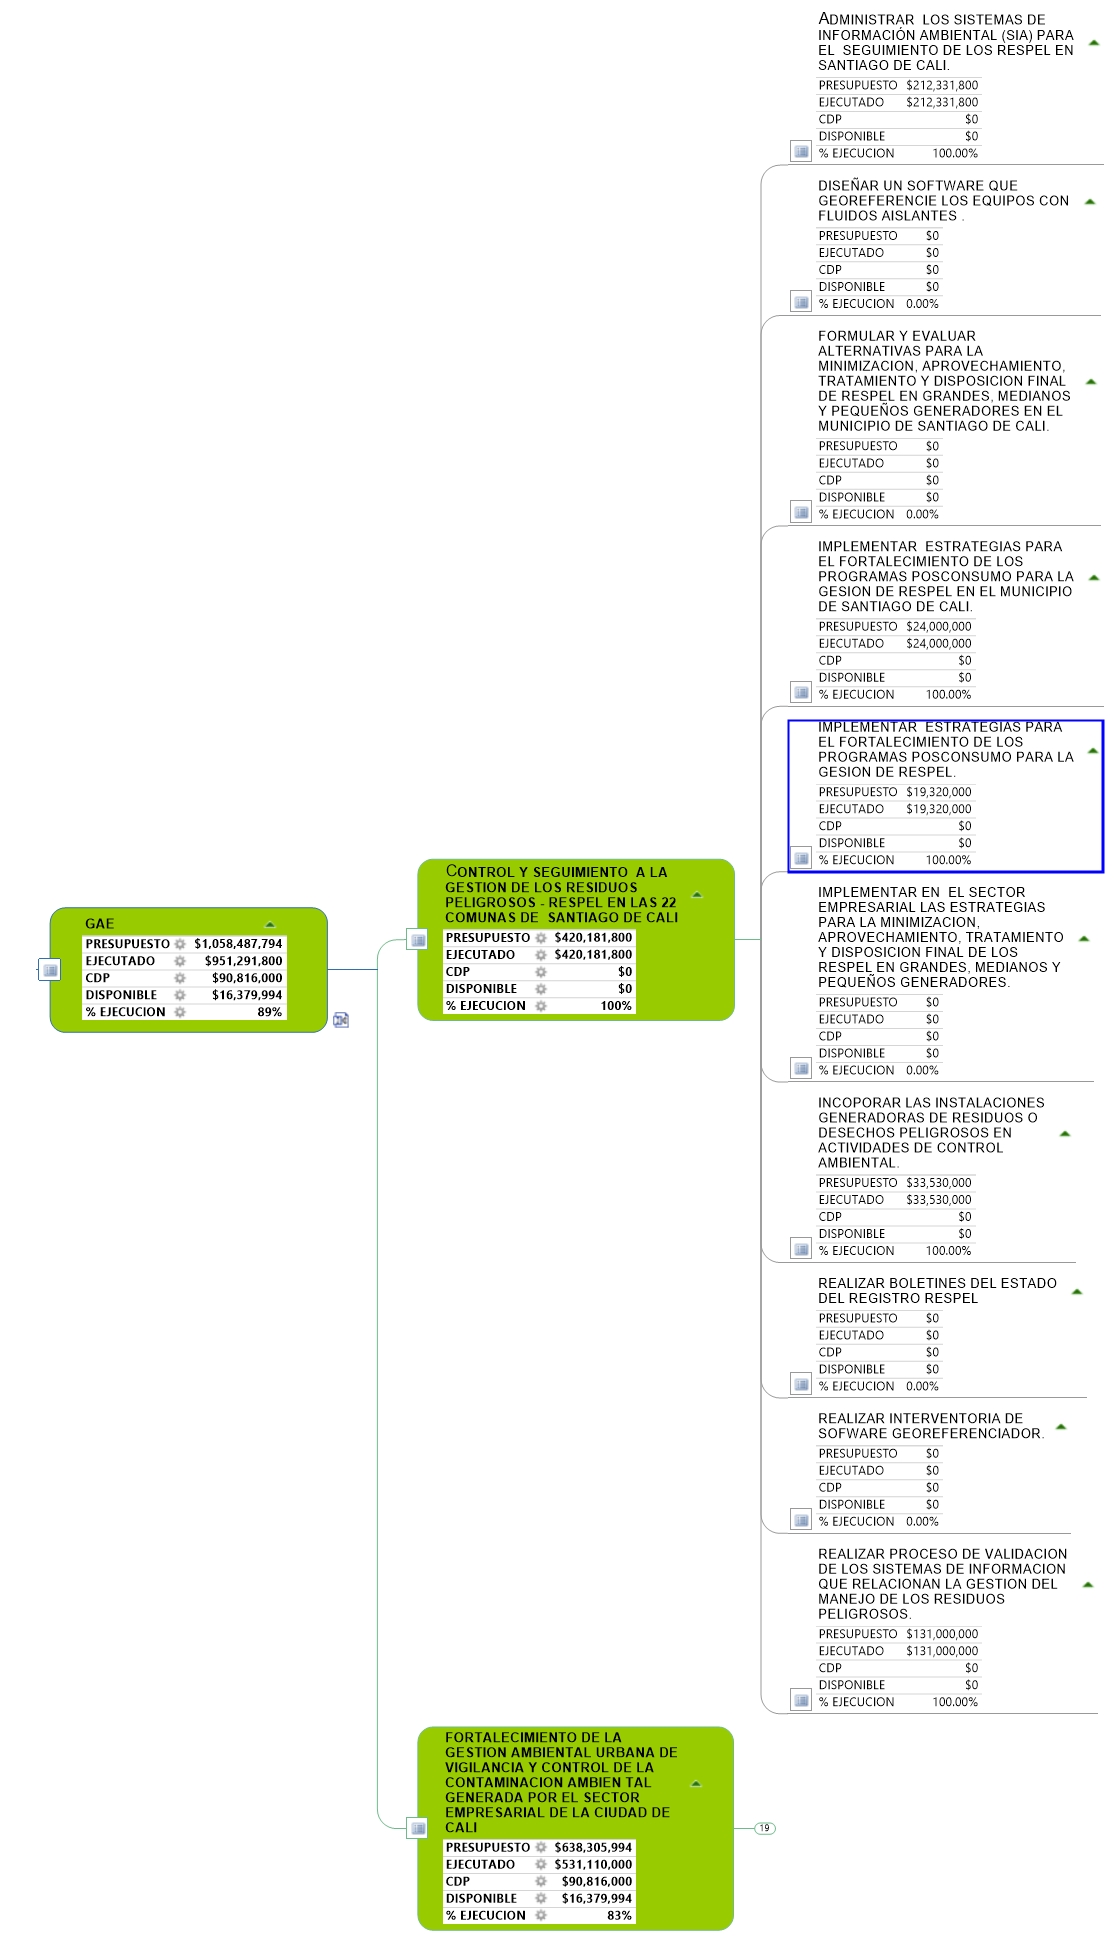 ADMINISTRAR LOS SISTEMAS DE
INFORMACIÓN AMBIENTAL (SIA) PARA
EL SEGUIMIENTO DE LOS RESPEL EN
SANTIAGO DE CALI.
PRESUPUESTO $212,331,800
EJECUTADO $212,331,800
CDP $0
DISPONIBLE $0
% EJECUCION 100.00%
DISEÑAR UN SOFTWARE QUE
GEOREFERENCIE LOS EQUIPOS CON
FLUIDOS AISLANTES .
PRESUPUESTO $0
EJECUTADO $0
CDP $0
DISPONIBLE $0
% EJECUCION 0.00%
FORMULAR Y EVALUAR
ALTERNATIVAS PARA LA
MINIMIZACION, APROVECHAMIENTO,
TRATAMIENTO Y DISPOSICION FINAL
DE RESPEL EN GRANDES, MEDIANOS
Y PEQUEÑOS GENERADORES EN EL
MUNICIPIO DE SANTIAGO DE CALI.
PRESUPUESTO $0
EJECUTADO $0
CDP $0
DISPONIBLE $0
% EJECUCION 0.00%
IMPLEMENTAR ESTRATEGIAS PARA
EL FORTALECIMIENTO DE LOS
PROGRAMAS POSCONSUMO PARA LA
GESION DE RESPEL EN EL MUNICIPIO
DE SANTIAGO DE CALI.
PRESUPUESTO $24,000,000
EJECUTADO $24,000,000
CDP $0
DISPONIBLE $0
% EJECUCION 100.00%
IMPLEMENTAR ESTRATEGIAS PARA
EL FORTALECIMIENTO DE LOS
PROGRAMAS POSCONSUMO PARA LA
GESION DE RESPEL.
PRESUPUESTO $19,320,000
EJECUTADO $19,320,000
CDP $0
DISPONIBLE $0
% EJECUCION 100.00%
CONTROL Y SEGUIMIENTO A LA
GESTION DE LOS RESIDUOS
PELIGROSOS - RESPEL EN LAS 22
COMUNAS DE SANTIAGO DE CALI
PRESUPUESTO $420,181,800
EJECUTADO $420,181,800
CDP $0
DISPONIBLE $0
% EJECUCION 100%
GAE
PRESUPUESTO $1,058,487,794
EJECUTADO $951,291,800
CDP $90,816,000
DISPONIBLE $16,379,994
% EJECUCION 89%
IMPLEMENTAR EN EL SECTOR
EMPRESARIAL LAS ESTRATEGIAS
PARA LA MINIMIZACION,
APROVECHAMIENTO, TRATAMIENTO
Y DISPOSICION FINAL DE LOS
RESPEL EN GRANDES, MEDIANOS Y
PEQUEÑOS GENERADORES.
PRESUPUESTO $0
EJECUTADO $0
CDP $0
DISPONIBLE $0
% EJECUCION 0.00%
INCOPORAR LAS INSTALACIONES
GENERADORAS DE RESIDUOS O
DESECHOS PELIGROSOS EN
ACTIVIDADES DE CONTROL
AMBIENTAL.
PRESUPUESTO $33,530,000
EJECUTADO $33,530,000
CDP $0
DISPONIBLE $0
% EJECUCION 100.00%
REALIZAR BOLETINES DEL ESTADO
DEL REGISTRO RESPEL
PRESUPUESTO $0
EJECUTADO $0
CDP $0
DISPONIBLE $0
% EJECUCION 0.00%
REALIZAR INTERVENTORIA DE
SOFWARE GEOREFERENCIADOR.
PRESUPUESTO $0
EJECUTADO $0
CDP $0
DISPONIBLE $0
% EJECUCION 0.00%
REALIZAR PROCESO DE VALIDACION
DE LOS SISTEMAS DE INFORMACION
QUE RELACIONAN LA GESTION DEL
MANEJO DE LOS RESIDUOS
PELIGROSOS.
PRESUPUESTO $131,000,000
EJECUTADO $131,000,000
CDP $0
DISPONIBLE $0
% EJECUCION 100.00%
FORTALECIMIENTO DE LA
GESTION AMBIENTAL URBANA DE
VIGILANCIA Y CONTROL DE LA
CONTAMINACION AMBIEN TAL
GENERADA POR EL SECTOR
EMPRESARIAL DE LA CIUDAD DE
CALI
PRESUPUESTO $638,305,994
EJECUTADO $531,110,000
CDP $90,816,000
DISPONIBLE $16,379,994
% EJECUCION 83%
19